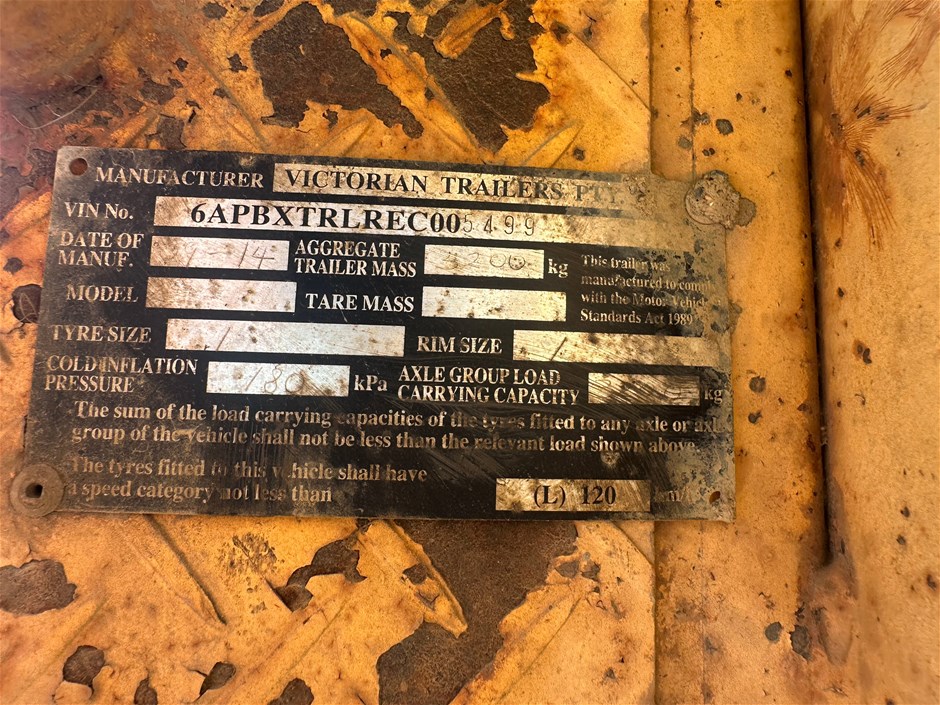 MANUFACTURER VICTORIAN TRAILERS PTY
VIN No. 6APBXTRLREC005499
DATE OF MANUF. -14 AGGREGATE TRAILER MASS kg
This trailer was
manufactured to comply
with the Motor Vehicle
Standards Act 1989
MODEL TARE MASS
TYRE SIZE RIM SIZE
COLD INFLATION PRESSURE 180 kPa AXLE GROUP LOAD CARRYING CAPACITY kg
The sum of the load carrying capacities of the tyres fitted to any axle or axle
group of the vehicle shall not be less than the relevant load shown above.
The tyres fitted to this vehicle shall have
a speed category not less than (L) 120 km/h